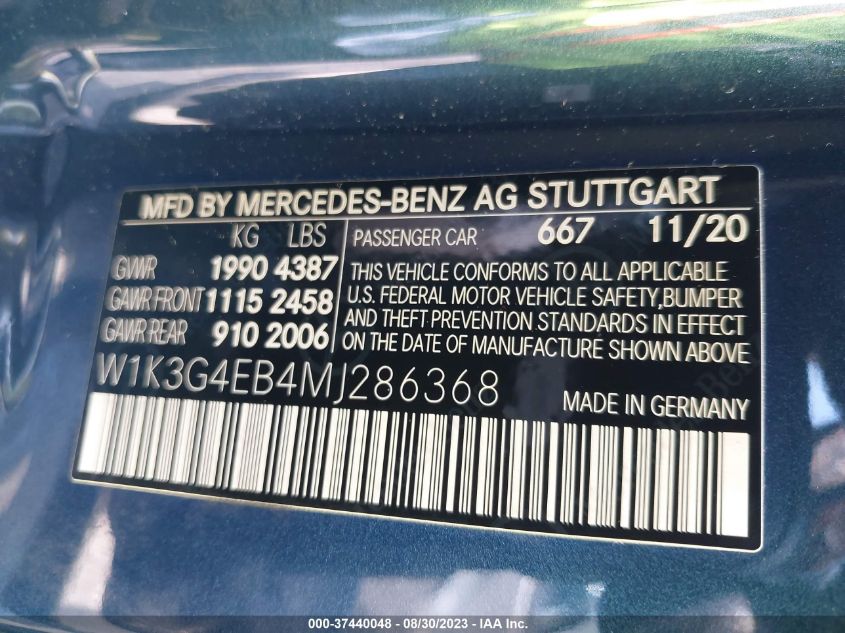 MFD BY MERCEDES-BENZ AG STUTTGART
KG LBS
GVWR 1990 4387
GAWR FRONT 1115 2458
GAWR REAR 910 2006
PASSENGER CAR 667 11/20
THIS VEHICLE CONFORMS TO ALL APPLICABLE
U.S. FEDERAL MOTOR VEHICLE SAFETY,BUMPER
AND THEFT PREVENTION STANDARDS IN EFFECT
ON THE DATE OF MANUFACTURE SHOWN ABOVE
W1K3G4EB4MJ286368
MADE IN GERMANY
000-37440048 - 08/30/2023 - IAA Inc.